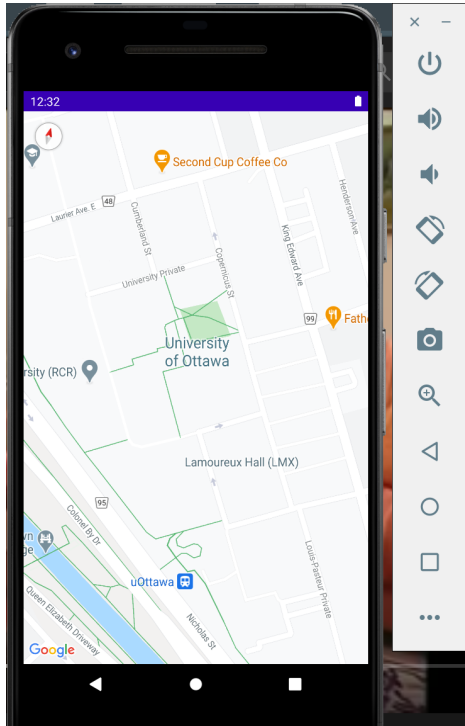 12:32
Second Cup Coffee Co
Laurier Ave. E
48
Cumberland St
Henderson Ave
King Edward Ave
Copernicus St
University Private
99
Fathe
University
of Ottawa
rsity (RCR)
Lamoureux Hall (LMX)
95
Colonel By Dr
wn
ge
uOttawa
Louis-Pasteur Private
Queen Elizabeth Driveway
Nicholas St
Google